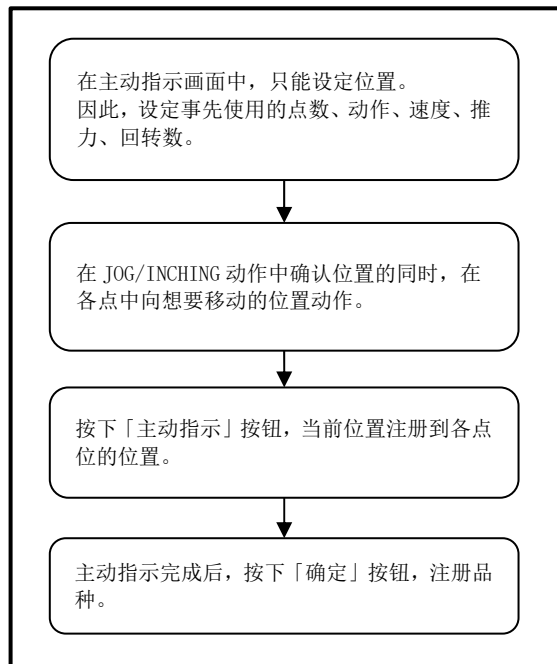 在主动指示画面中，只能设定位置。
因此，设定事先使用的点数、动作、速度、推
力、回转数。
在 JOG/INCHING 动作中确认位置的同时，在
各点中向想要移动的位置动作。
按下「主动指示」按钮，当前位置注册到各点
位的位置。
主动指示完成后，按下「确定」按钮，注册品
种。